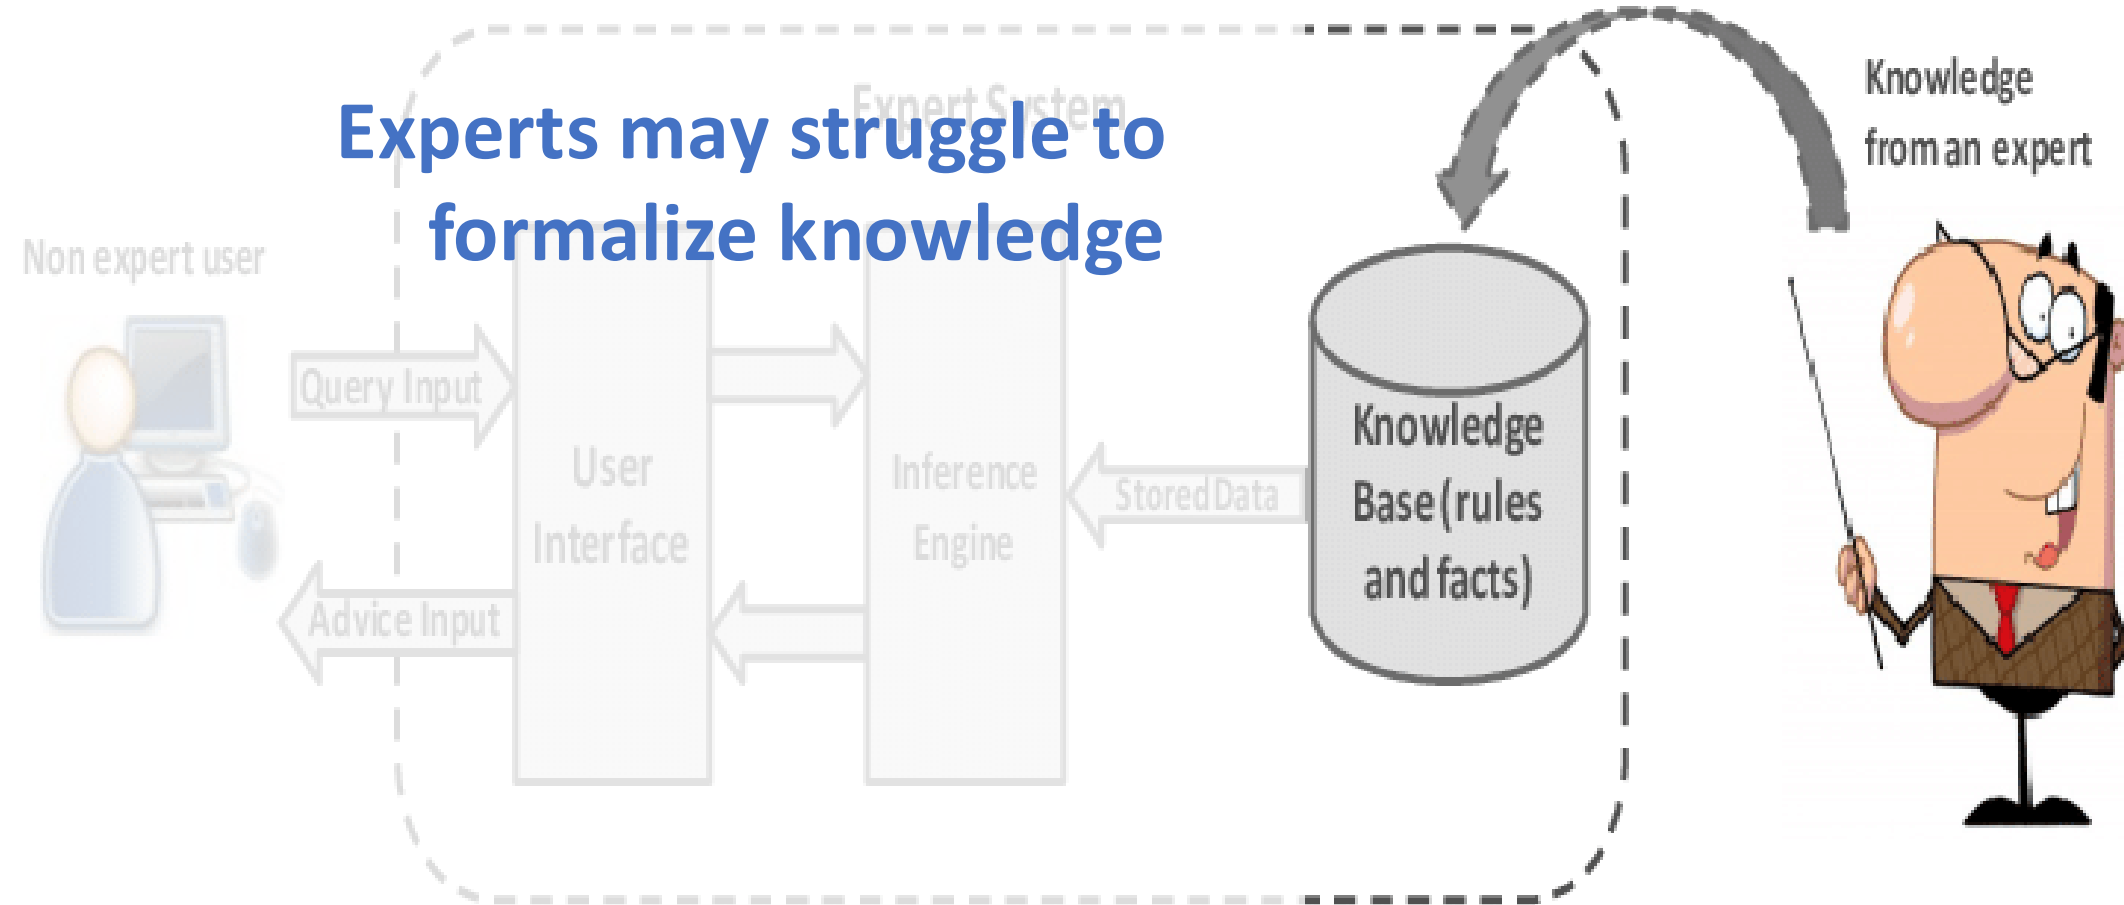 Expert System
Experts may struggle to
formalize knowledge
Knowledge
from an expert
Non expert user
Query Input
User
Interface
Advice Input
Inference
Engine
Stored Data
Knowledge
Base (rules
and facts)